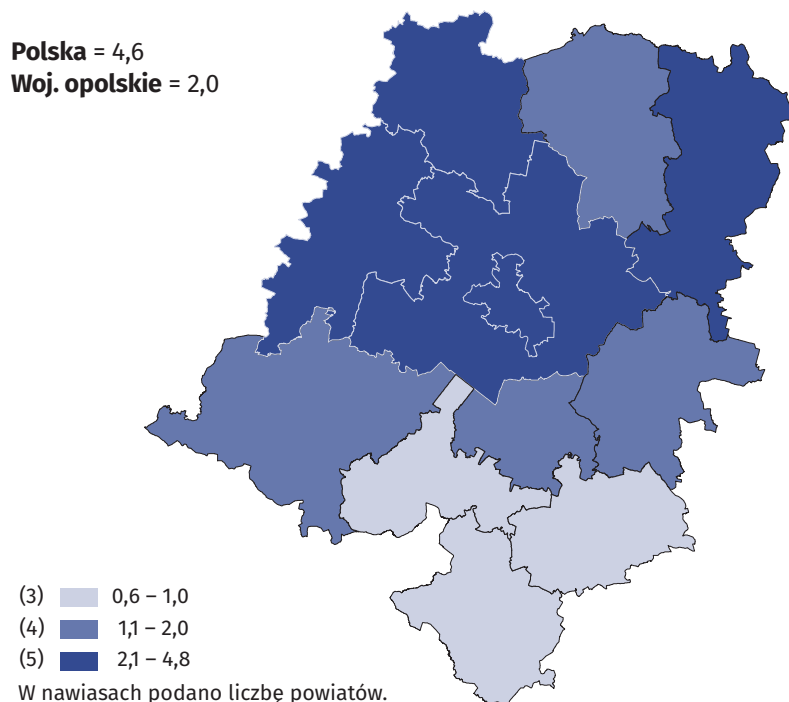 Polska = 4,6
Woj. opolskie = 2,0
(3) 0,6 – 1,0
(4) 1,1 – 2,0
(5) 2,1 – 4,8
W nawiasach podano liczbę powiatów.